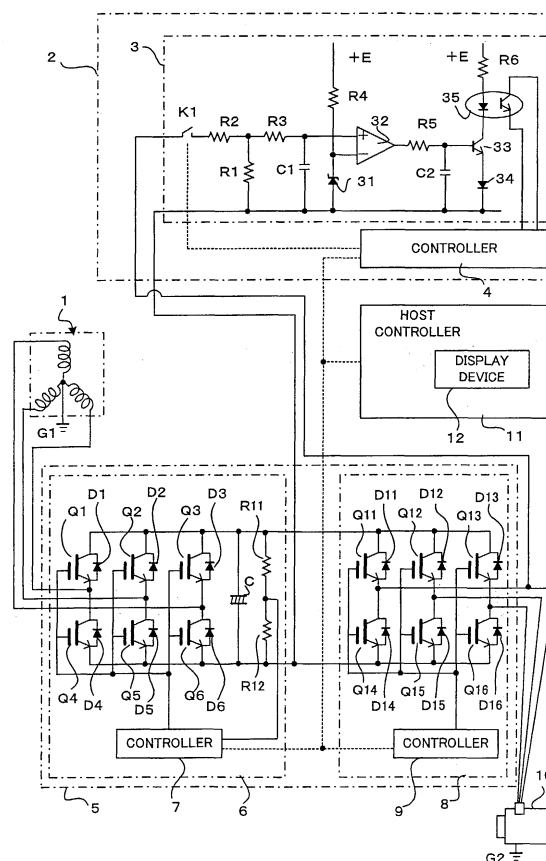 2
3
+E
+E
R6
R4
35
K1
R2
R3
32
R5
33
R1
C1
31
C2
34
CONTROLLER
4
1
HOST
CONTROLLER
DISPLAY
DEVICE
12
11
G1
D1
D2
D3
D11
D12
D13
Q1
Q2
Q3
R11
Q11
Q12
Q13
C
Q4
D4
Q5
D5
Q6
D6
R12
Q14
D14
Q15
D15
Q16
D16
CONTROLLER
CONTROLLER
5
7
6
9
8
10
G2